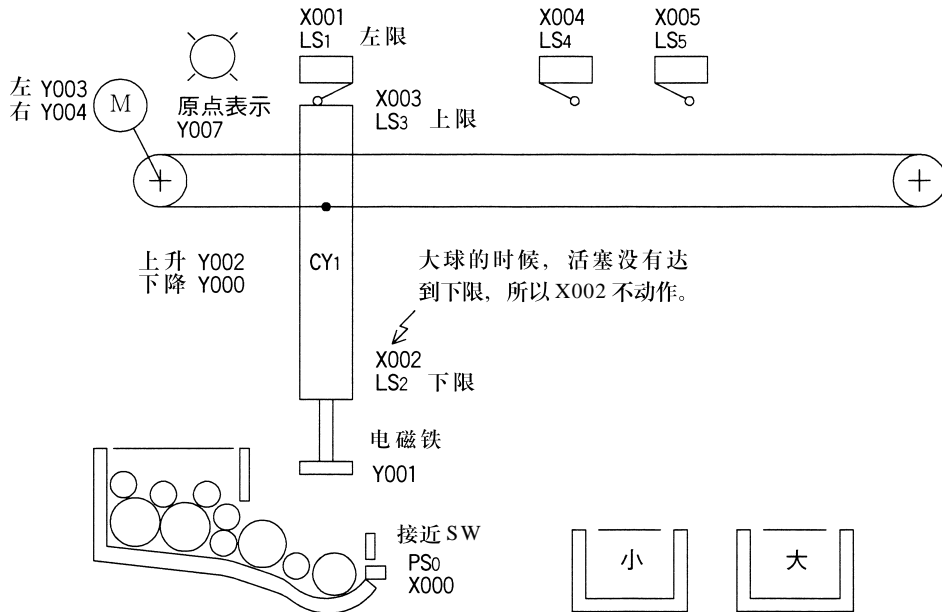 X001
LS1 左限
X004
LS4
X005
LS5
左 Y003
右 Y004
M
原点表示
Y007
X003
LS3 上限
上升 Y002
下降 Y000
CY1
大球的时候，活塞没有达
到下限，所以X002不动作。
X002
LS2 下限
电磁铁
Y001
接近SW
PS0
X000
小
大